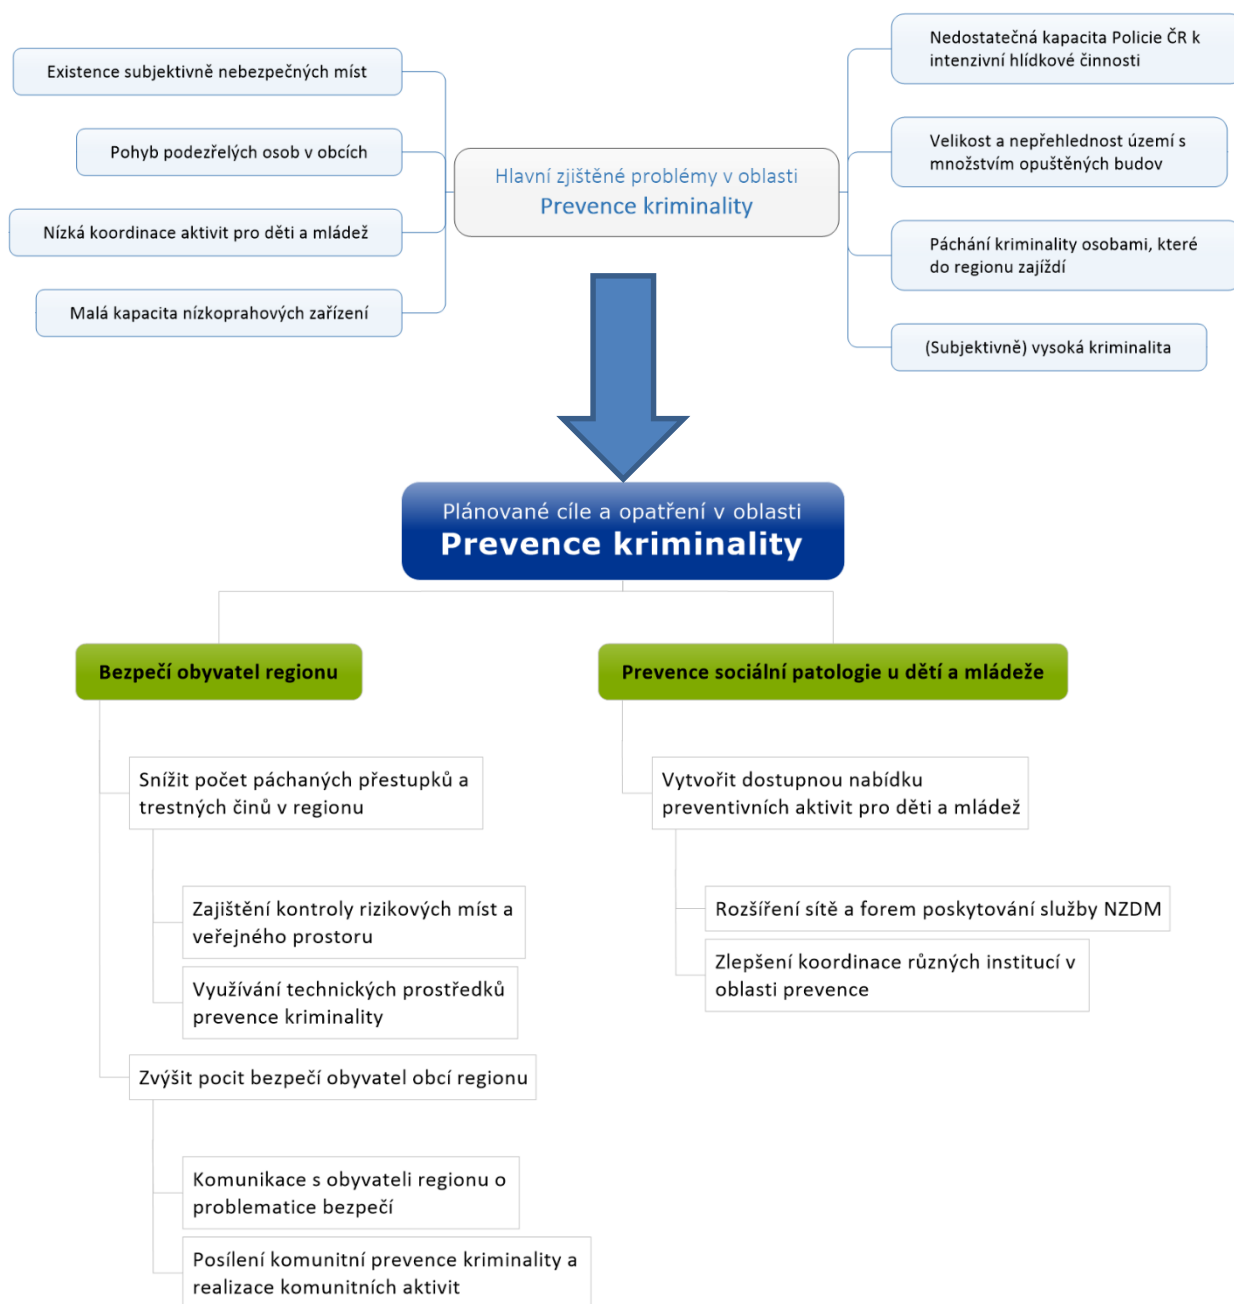 Existence subjektivně nebezpečných míst
Pohyb podezřelých osob v obcích
Nízká koordinace aktivit pro děti a mládež
Malá kapacita nízkoprahových zařízení
Hlavní zjištěné problémy v oblasti
Prevence kriminality
Nedostatečná kapacita Policie ČR k
intenzivní hlídkové činnosti
Velikost a nepřehlednost území s
množstvím opuštěných budov
Páchání kriminality osobami, které
do regionu zajíždí
(Subjektivně) vysoká kriminalita
Plánované cíle a opatření v oblasti
Prevence kriminality
Bezpečí obyvatel regionu
Snížit počet páchaných přestupků a
trestných činů v regionu
Zajištění kontroly rizikových míst a
veřejného prostoru
Využívání technických prostředků
prevence kriminality
Zvýšit pocit bezpečí obyvatel obcí regionu
Komunikace s obyvateli regionu o
problematice bezpečí
Posílení komunitní prevence kriminality a
realizace komunitních aktivit
Prevence sociální patologie u dětí a mládeže
Vytvořit dostupnou nabídku
preventivních aktivit pro děti a mládež
Rozšíření sítě a forem poskytování služby NZDM
Zlepšení koordinace různých institucí v
oblasti prevence